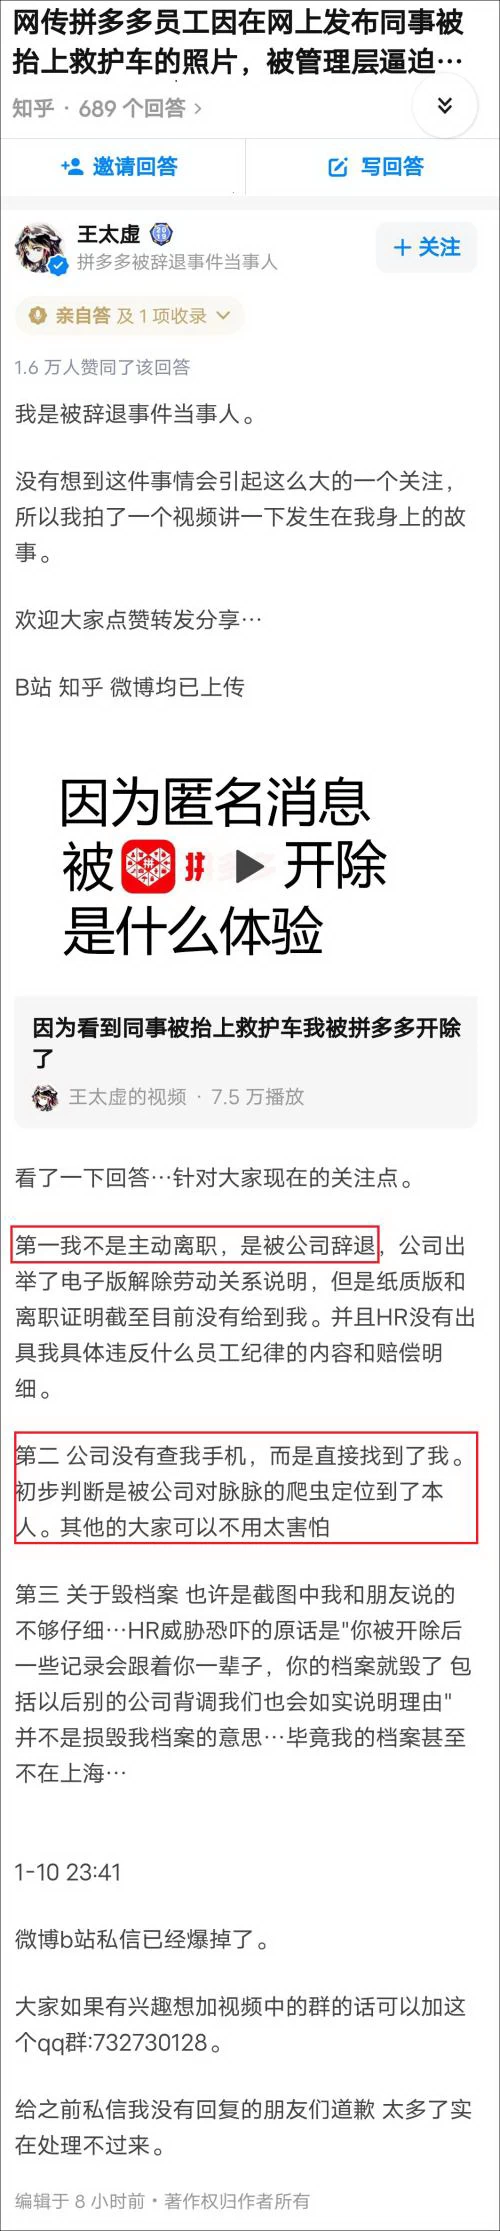 网传拼多多员工因在网上发布同事被
抬上救护车的照片，被管理层逼迫…
知乎 · 689 个回答 >
邀请回答
写回答
王太虚
2019
拼多多被辞退事件当事人
+ 关注
亲自答 及 1 项收录
1.6 万人赞同了该回答
我是被辞退事件当事人。
没有想到这件事情会引起这么大的一个关注，
所以我拍了一个视频讲一下发生在我身上的故
事。
欢迎大家点赞转发分享…
B站 知乎 微博均已上传
因为匿名消息
被 拼多多 开除
是什么体验
因为看到同事被抬上救护车我被拼多多开除
了
王太虚的视频 · 7.5 万播放
看了一下回答…针对大家现在的关注点。
第一我不是主动离职，是被公司辞退，公司出
举了电子版解除劳动关系说明，但是纸质版和
离职证明截至目前没有给到我。并且HR没有出
具我具体违反什么员工纪律的内容和赔偿明
细。
第二 公司没有查我手机，而是直接找到了我。
初步判断是被公司对脉脉的爬虫定位到了本
人。其他的大家可以不用太害怕
第三 关于毁档案 也许是截图中我和朋友说的
不够仔细…HR威胁恐吓的原话是"你被开除后
一些记录会跟着你一辈子，你的档案就毁了 包
括以后别的公司背调我们也会如实说明理由"
并不是损毁我档案的意思…毕竟我的档案甚至
不在上海…
1-10 23:41
微博b站私信已经爆掉了。
大家如果有兴趣想加视频中的群的话可以加这
个qq群:732730128。
给之前私信我没有回复的朋友们道歉 太多了实
在处理不过来。
编辑于 8 小时前 · 著作权归作者所有